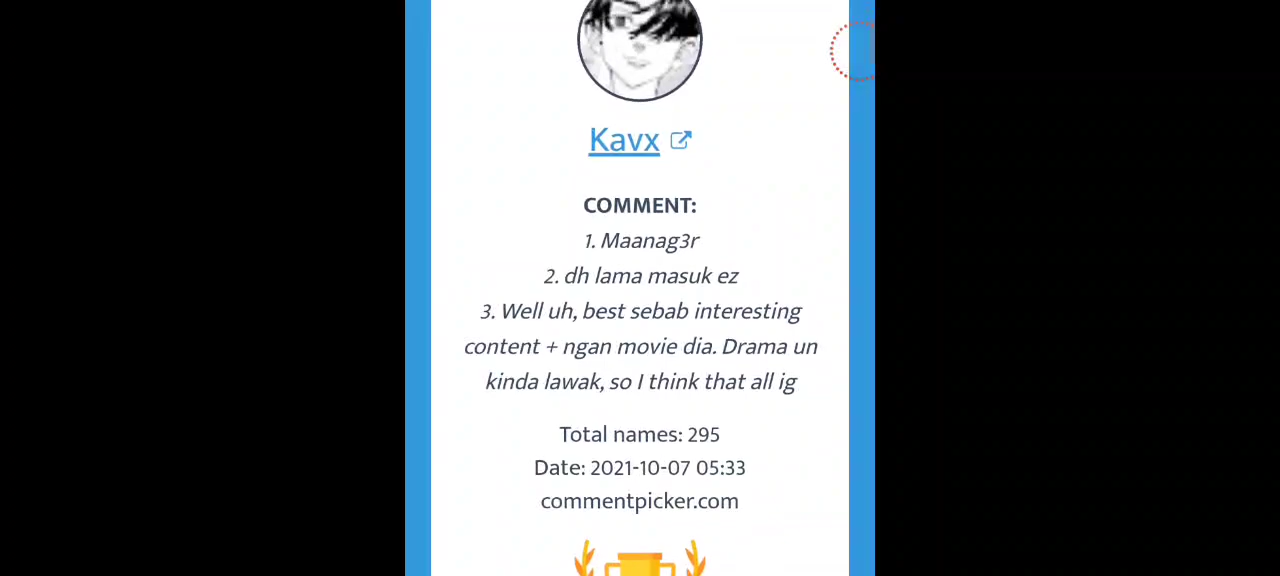 Kavx
COMMENT:
1. Maanag3r
2. dh lama masuk ez
3. Well uh, best sebab interesting
content + ngan movie dia. Drama un
kinda lawak, so I think that all ig
Total names: 295
Date: 2021-10-07 05:33
commentpicker.com